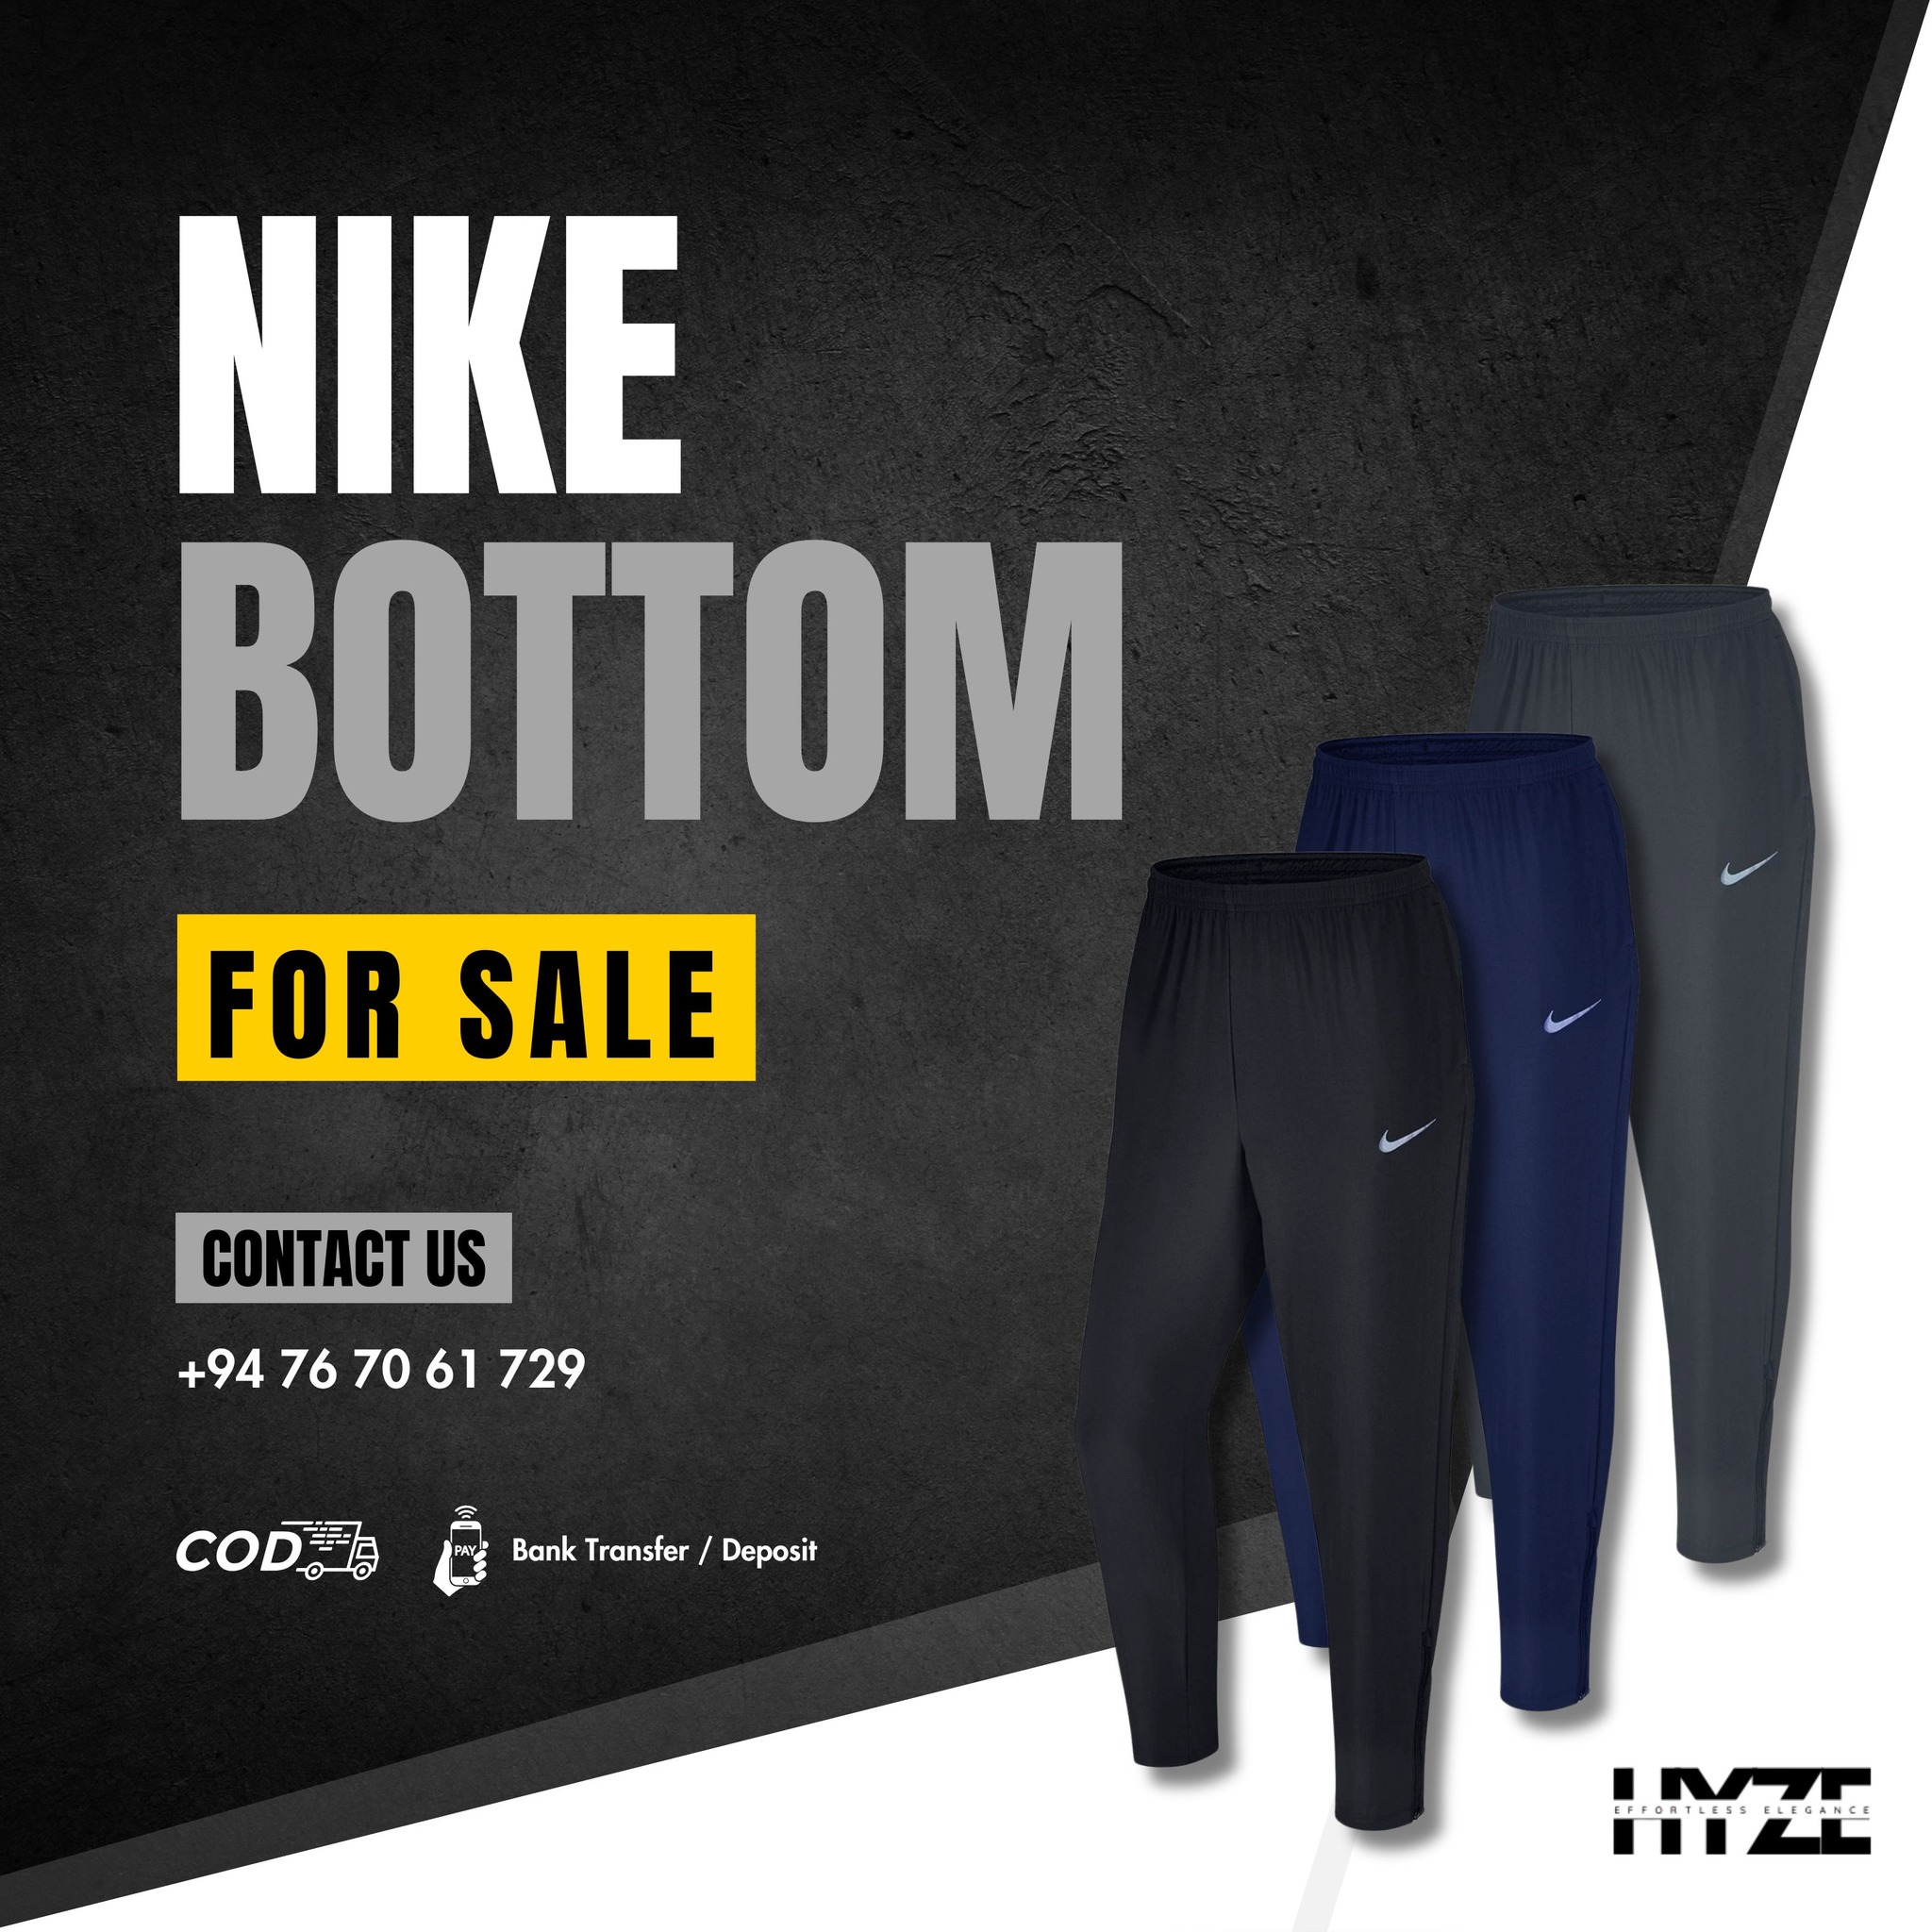 NIKE
BOTTOM
FOR SALE
CONTACT US
+94 76 70 61 729
COD
PAY
Bank Transfer / Deposit
HYZE
EFFORTLESS ELEGANCE